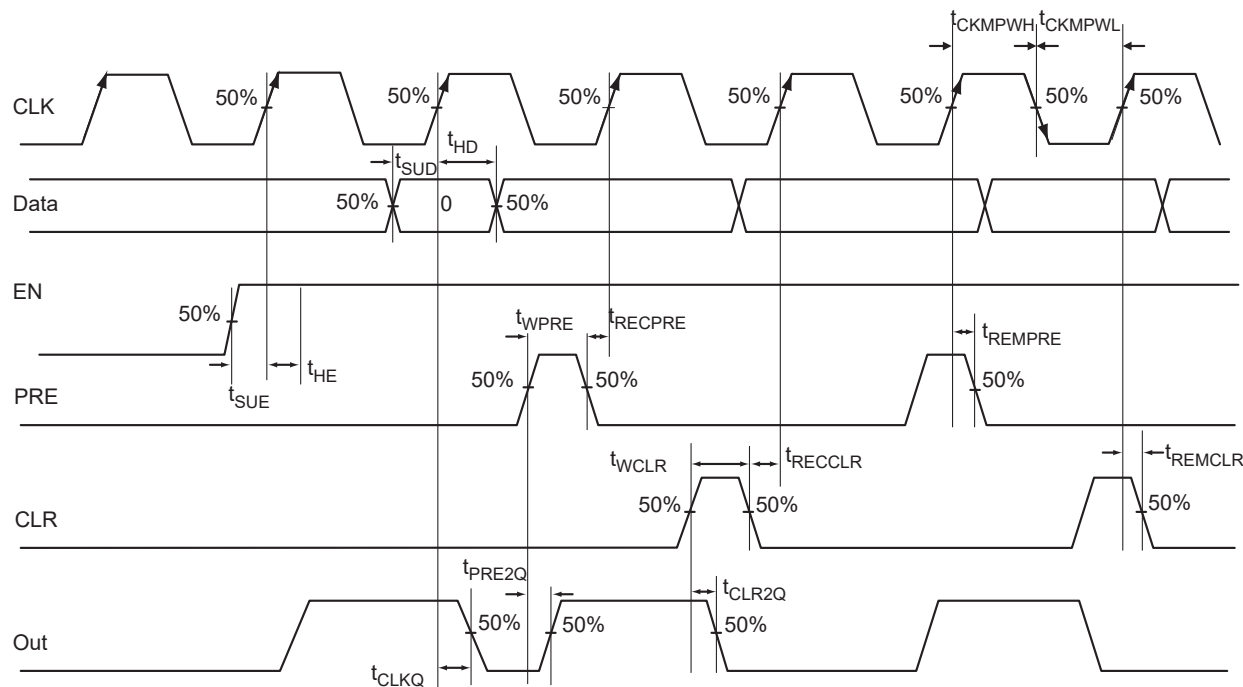 tCKMPWH tCKMPWL
CLK 50% 50% 50% 50% 50% 50% 50%
tSUD tHD
Data 50% 0 50%
EN
50%
tSUE tHE tWPRE tRECPRE tREMPRE
PRE 50% 50% 50%
tWCLR tRECCLR tREMCLR
CLR 50% 50% 50%
tPRE2Q tCLR2Q
Out 50% 50% 50%
tCLKQ